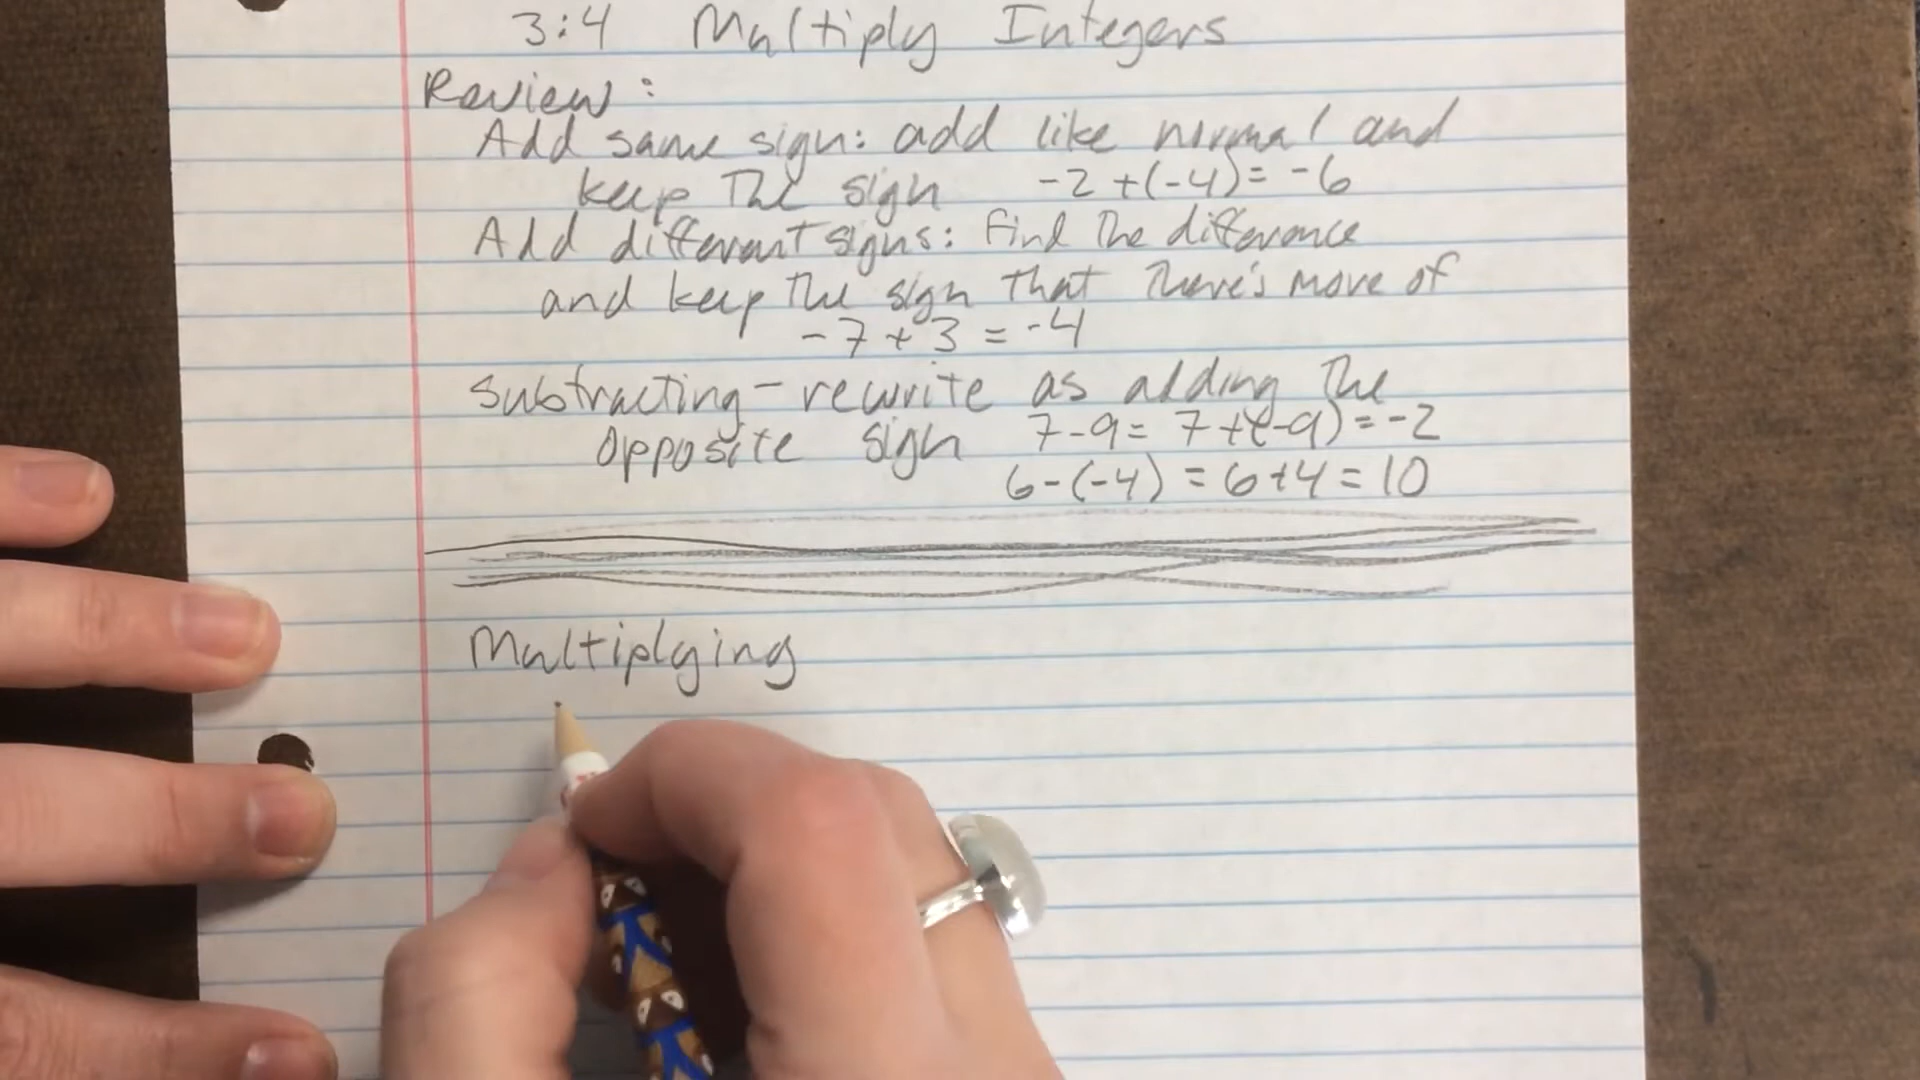 3:4 Multiply Integers
Review:
Add same sign: add like normal and
keep the sign -2 +(-4)= -6
Add different signs: find the difference
and keep the sign that there's more of
-7 + 3 = -4
Subtracting - rewrite as adding the
opposite sign 7-9= 7+(-9)=-2
6-(-4) = 6+4=10
Multiplying